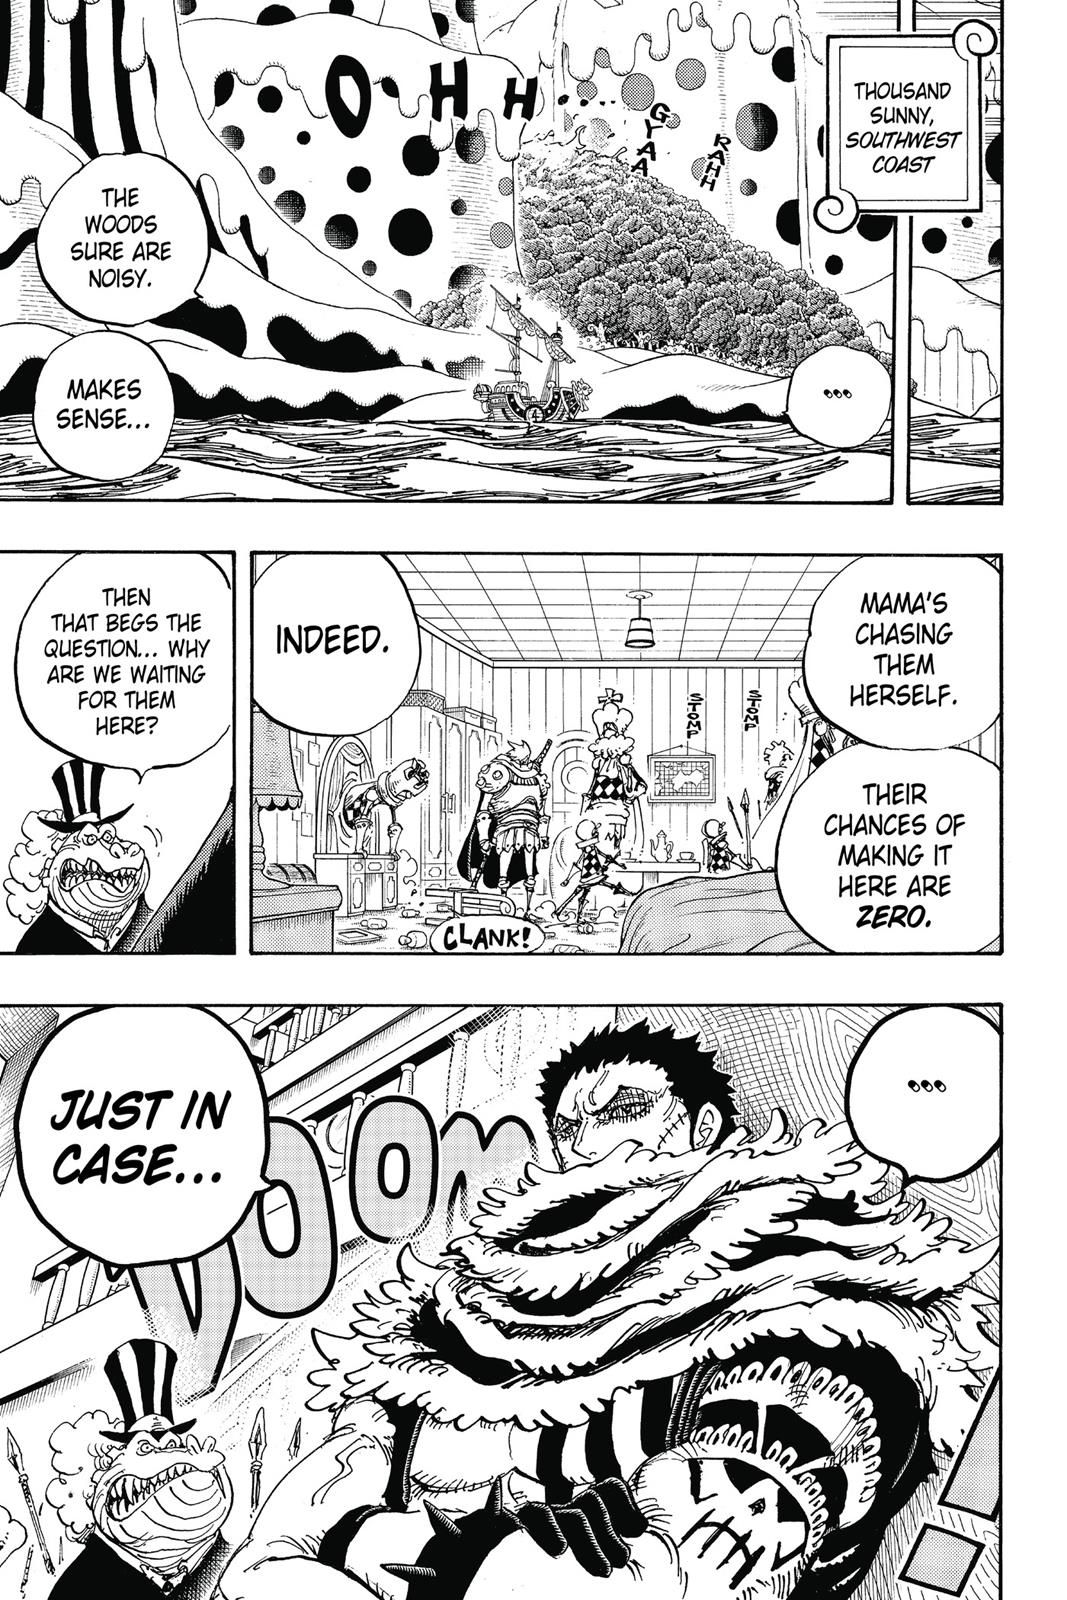 THOUSAND
SUNNY,
SOUTHWEST
COAST
RAHH
GYAA
OHH
...
THE
WOODS
SURE ARE
NOISY.
MAKES
SENSE...
MAMA'S
CHASING
THEM
HERSELF.
THEIR
CHANCES OF
MAKING IT
HERE ARE
ZERO.
STOMP
STOMP
CLANK!
INDEED.
THEN
THAT BEGS THE
QUESTION... WHY
ARE WE WAITING
FOR THEM
HERE?
...
JUST IN
CASE...